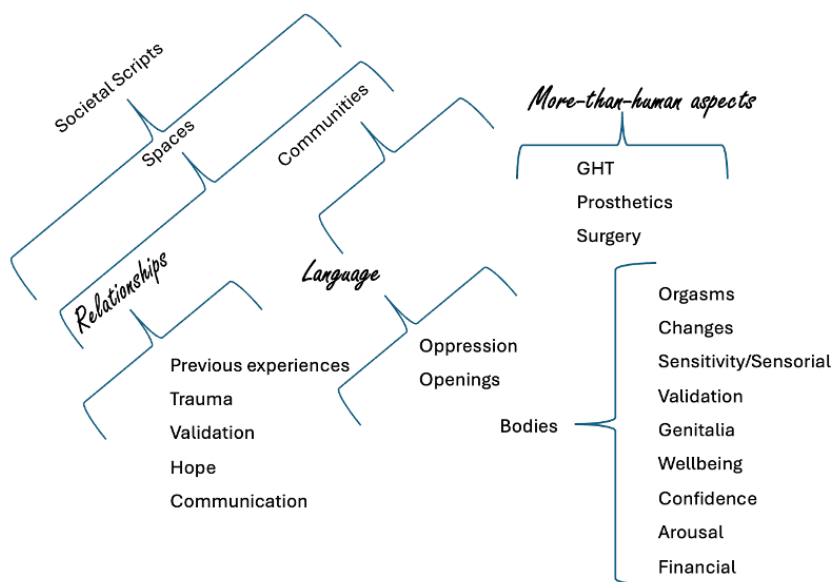 Societal Scripts
Spaces
Communities
More-than-human aspects
GHT
Prosthetics
Surgery
Relationships
Previous experiences
Trauma
Validation
Hope
Communication
Language
Oppression
Openings
Bodies
Orgasms
Changes
Sensitivity/Sensorial
Validation
Genitalia
Wellbeing
Confidence
Arousal
Financial